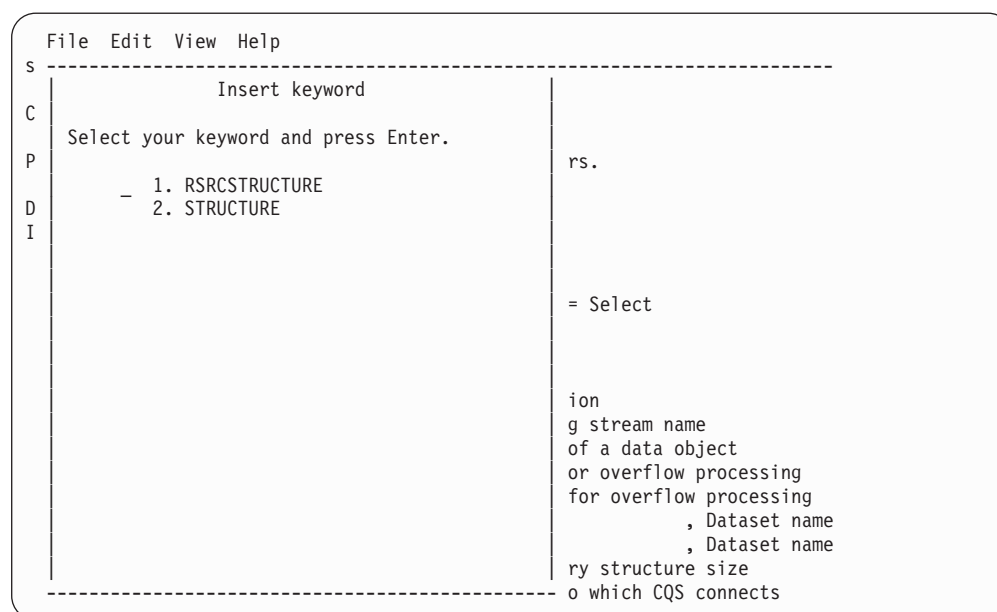 File Edit View Help
s -------------------------------------------------------------------------
Insert keyword
C
Select your keyword and press Enter.
P rs.
_ 1. RSRCSTRUCTURE
D 2. STRUCTURE
I
= Select
ion
g stream name
of a data object
or overflow processing
for overflow processing
, Dataset name
, Dataset name
ry structure size
----------------------------------------------- o which CQS connects